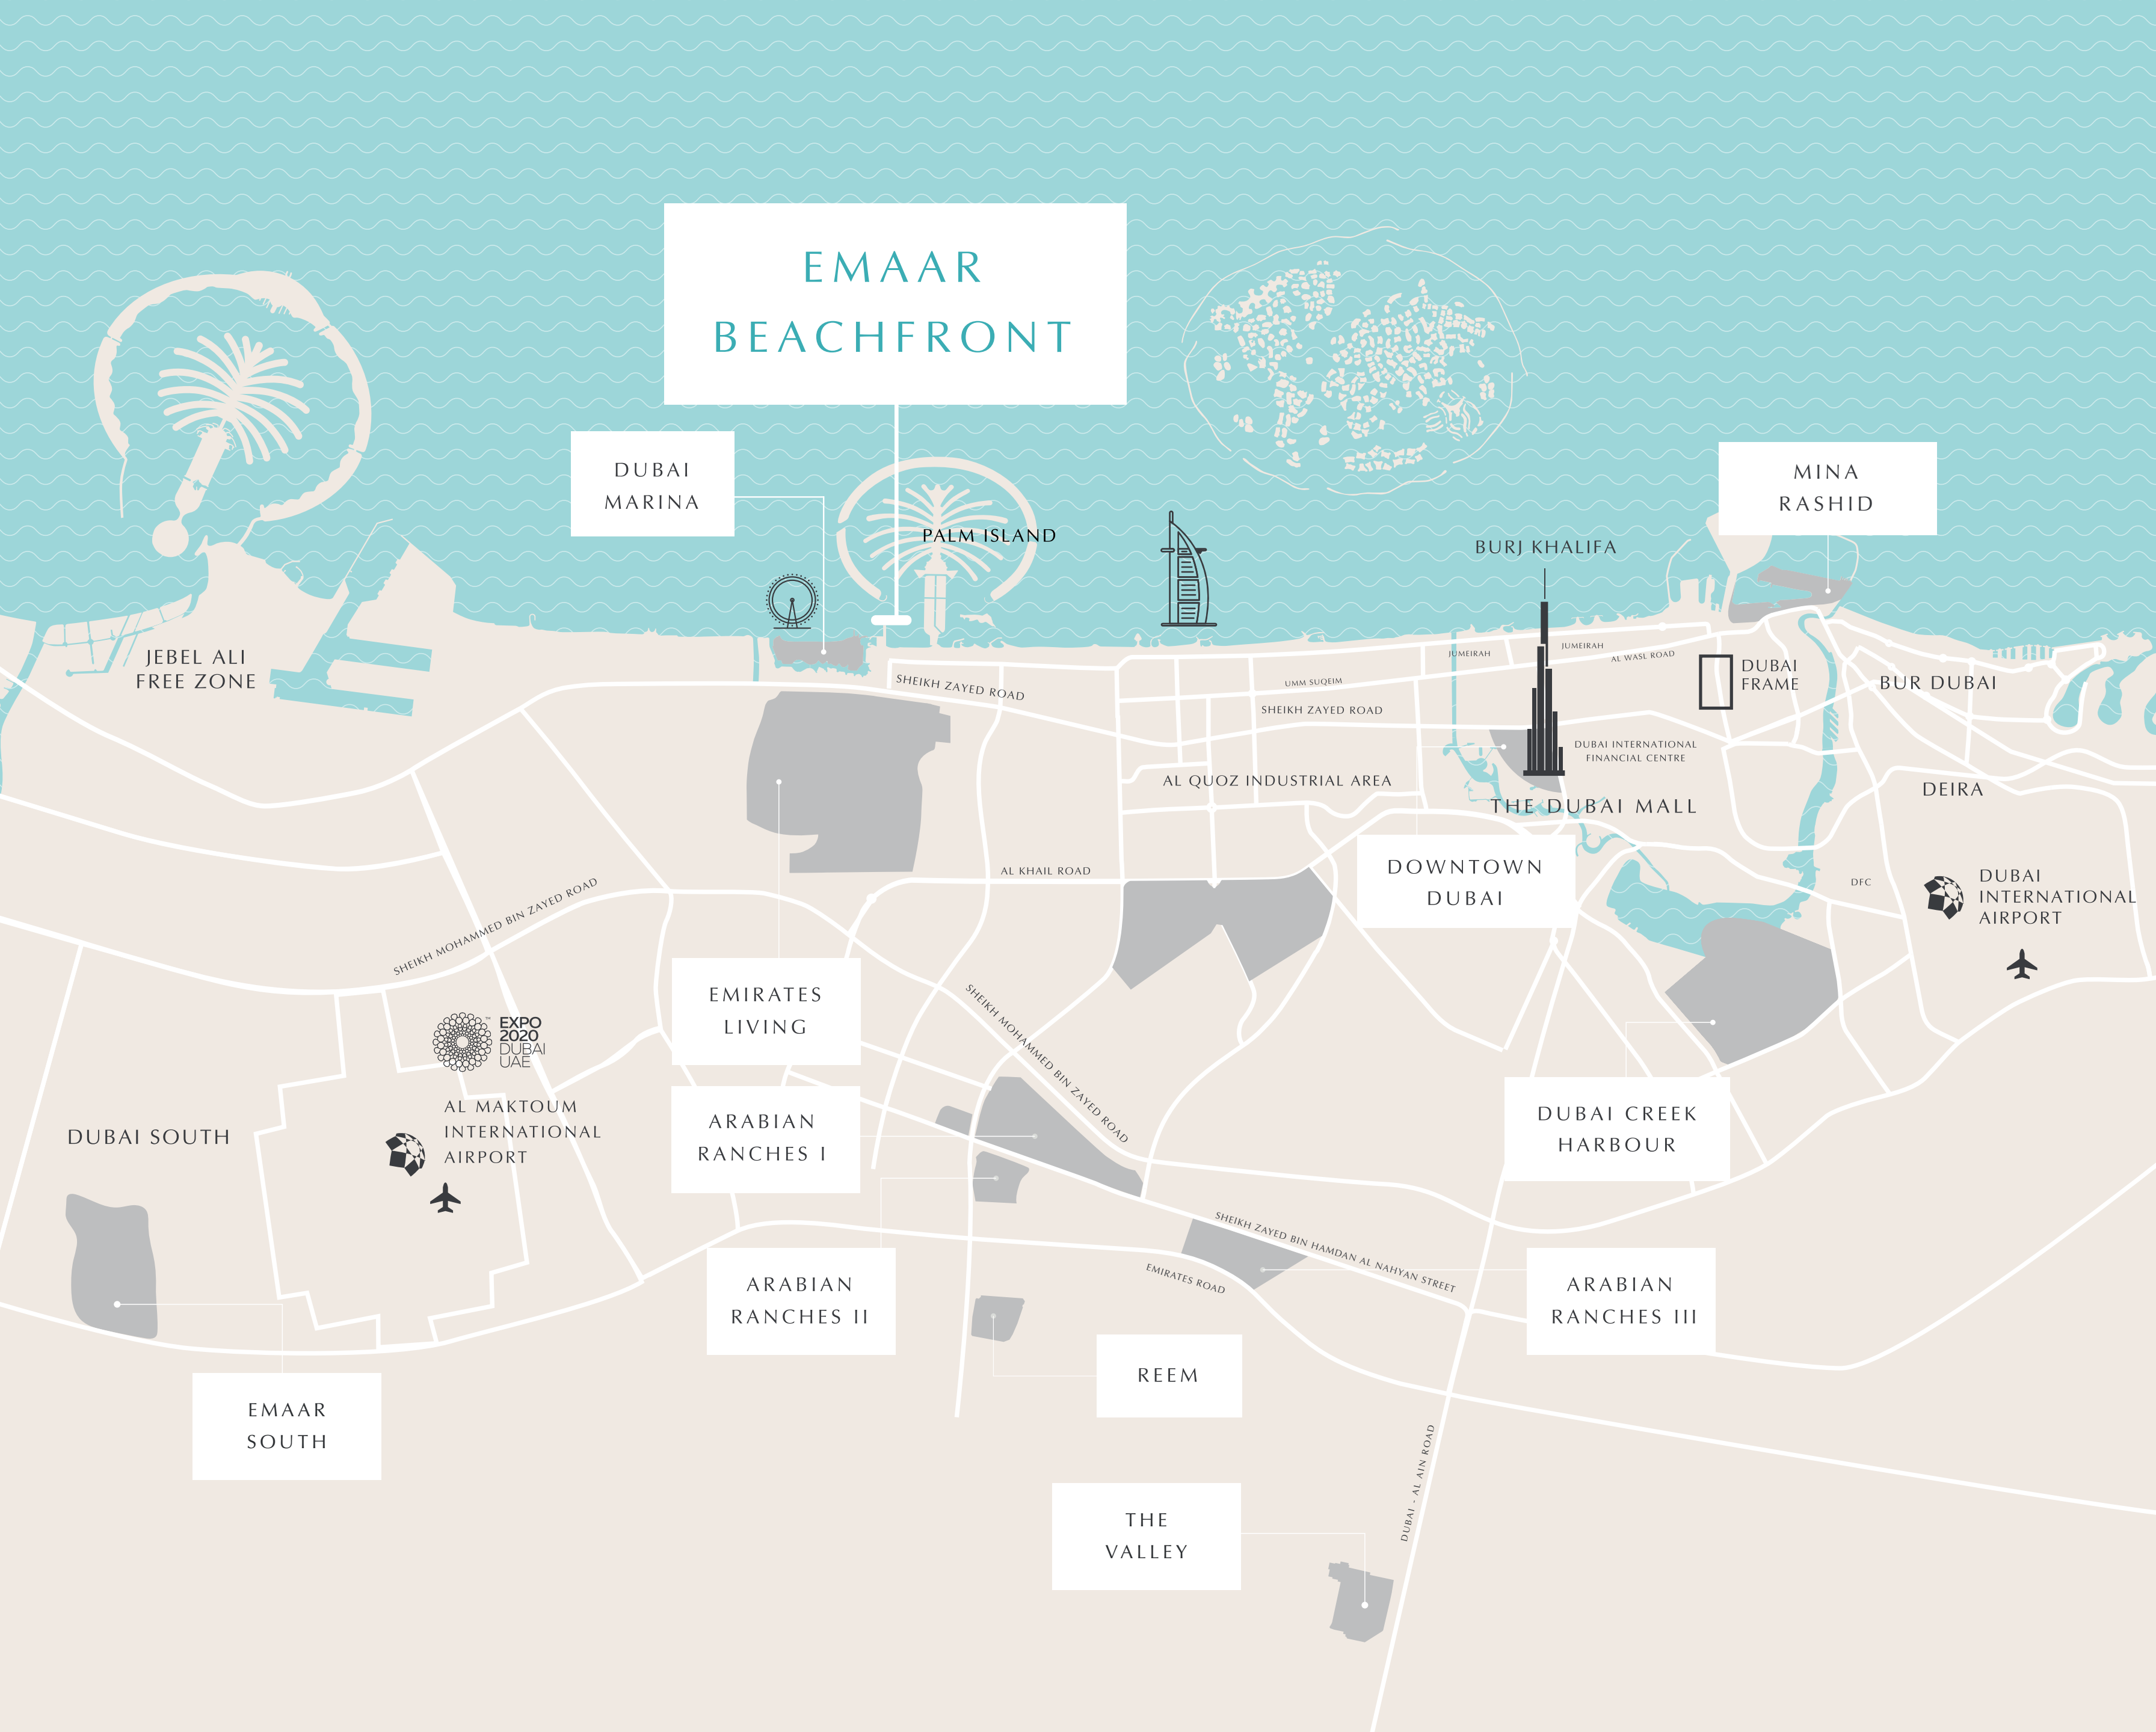 EMAAR
BEACHFRONT
DUBAI
MARINA
MINA
RASHID
PALM ISLAND
BURJ KHALIFA
JEBEL ALI
FREE ZONE
JUMEIRAH
JUMEIRAH
AL WASL ROAD
DUBAI
FRAME
BUR DUBAI
SHEIKH ZAYED ROAD
UMM SUQEIM
SHEIKH ZAYED ROAD
DUBAI INTERNATIONAL
FINANCIAL CENTRE
AL QUOZ INDUSTRIAL AREA
THE DUBAI MALL
DEIRA
AL KHAIL ROAD
DOWNTOWN
DUBAI
DFC
DUBAI
INTERNATIONAL
AIRPORT
SHEIKH MOHAMMED BIN ZAYED ROAD
EMIRATES
LIVING
SHEIKH MOHAMMED BIN ZAYED ROAD
EXPO
2020
DUBAI
UAE
™
AL MAKTOUM
INTERNATIONAL
AIRPORT
DUBAI SOUTH
ARABIAN
RANCHES I
DUBAI CREEK
HARBOUR
SHEIKH ZAYED BIN HAMDAN AL NAHYAN STREET
EMIRATES ROAD
ARABIAN
RANCHES II
ARABIAN
RANCHES III
REEM
EMAAR
SOUTH
DUBAI - AL AIN ROAD
THE
VALLEY